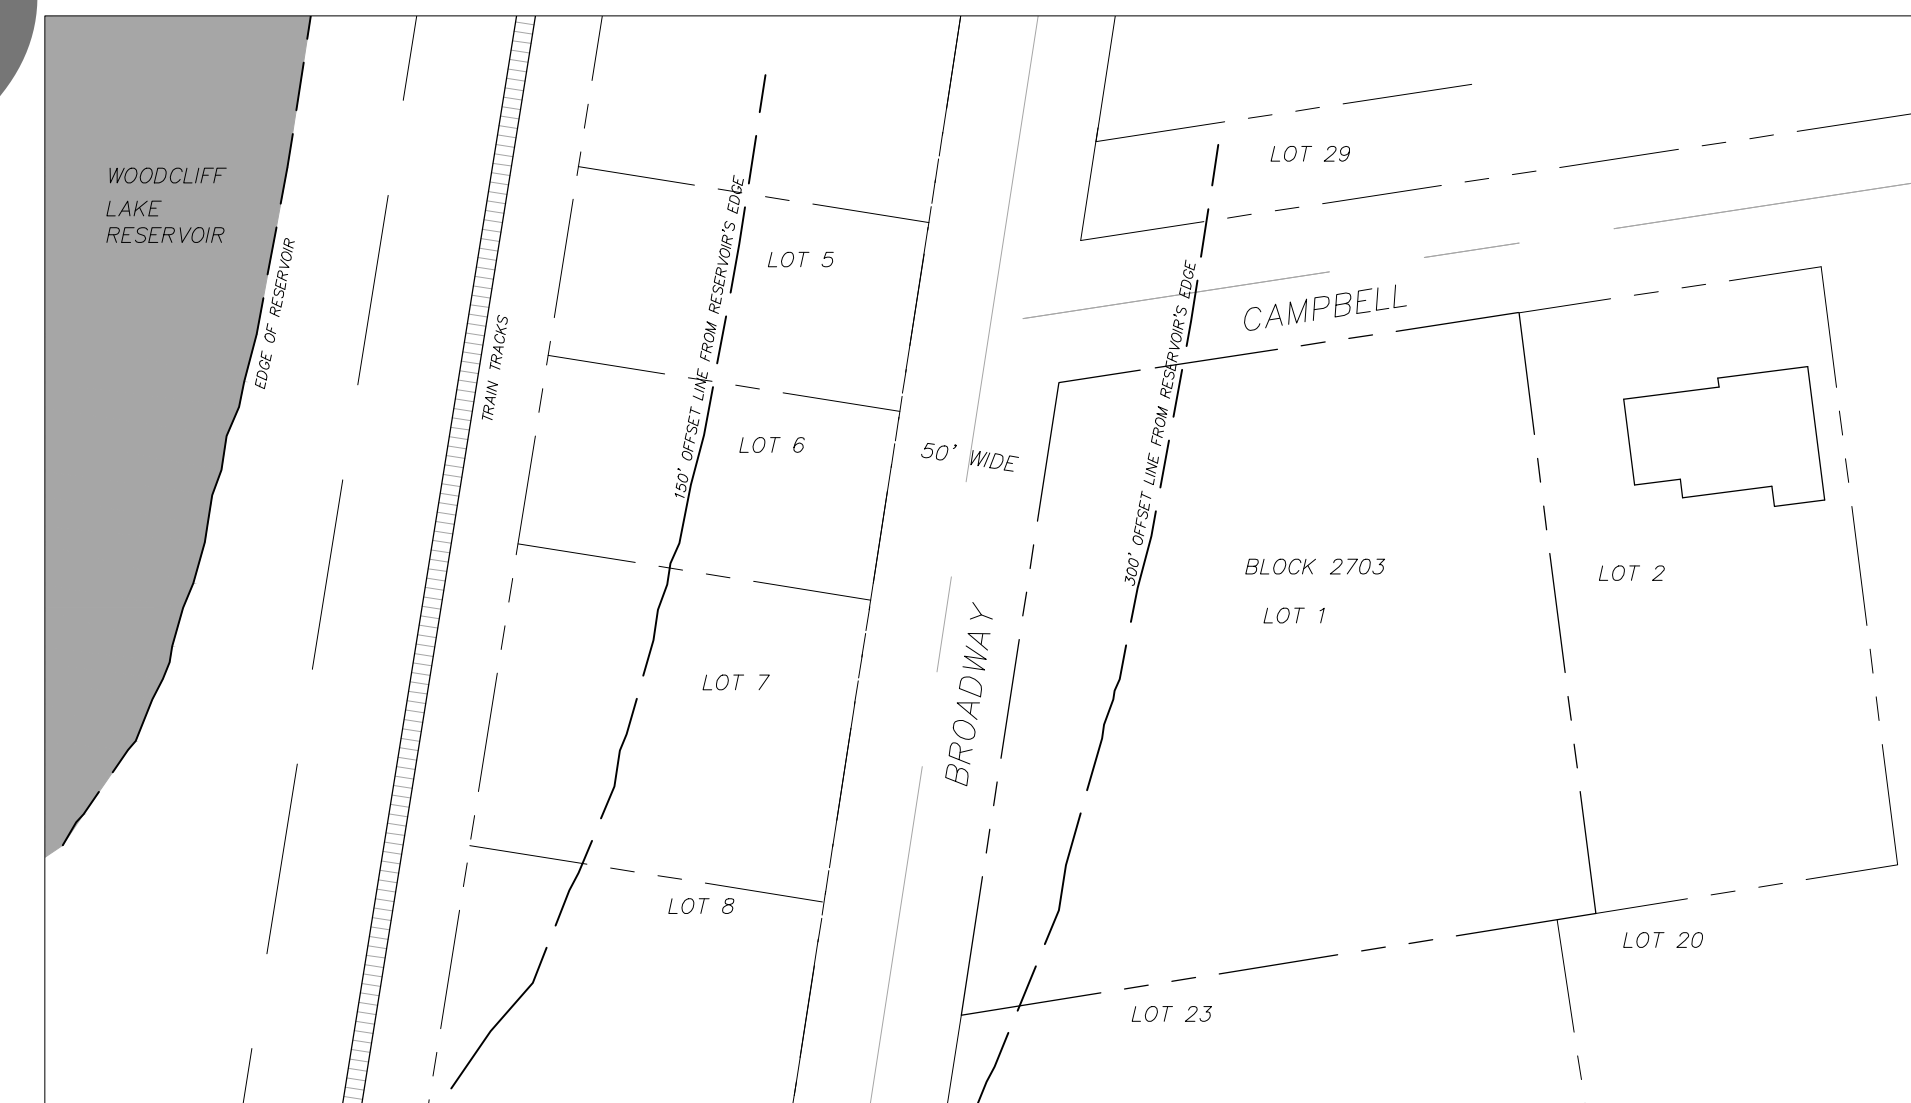 WOODCLIFF
LAKE
RESERVOIR
EDGE OF RESERVOIR
TRAIN TRACKS
150' OFFSET LINE FROM RESERVOIR'S EDGE
LOT 5
LOT 6
LOT 7
LOT 8
50' WIDE
BROADWAY
300' OFFSET LINE FROM RESERVOIR'S EDGE
LOT 29
CAMPBELL
BLOCK 2703
LOT 1
LOT 2
LOT 20
LOT 23